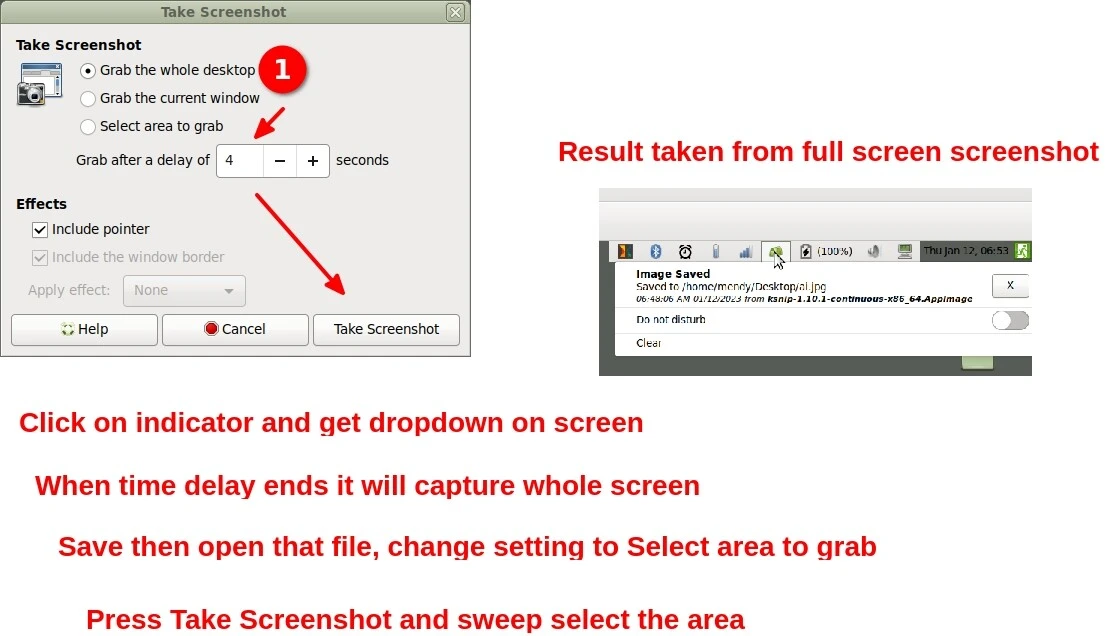 Take Screenshot
Take Screenshot
Grab the whole desktop
1
Grab the current window
Select area to grab
Grab after a delay of 4 − + seconds
Effects
Include pointer
Include the window border
Apply effect: None
Help Cancel Take Screenshot
Result taken from full screen screenshot
(100%) Thu Jan 12, 06:53
Image Saved
Saved to /home/mendy/Desktop/al.jpg
X
06:48:06 AM 01/12/2023 from ksnip-1.10.1-continuous-x86_64.AppImage
Do not disturb
Clear
Click on indicator and get dropdown on screen
When time delay ends it will capture whole screen
Save then open that file, change setting to Select area to grab
Press Take Screenshot and sweep select the area